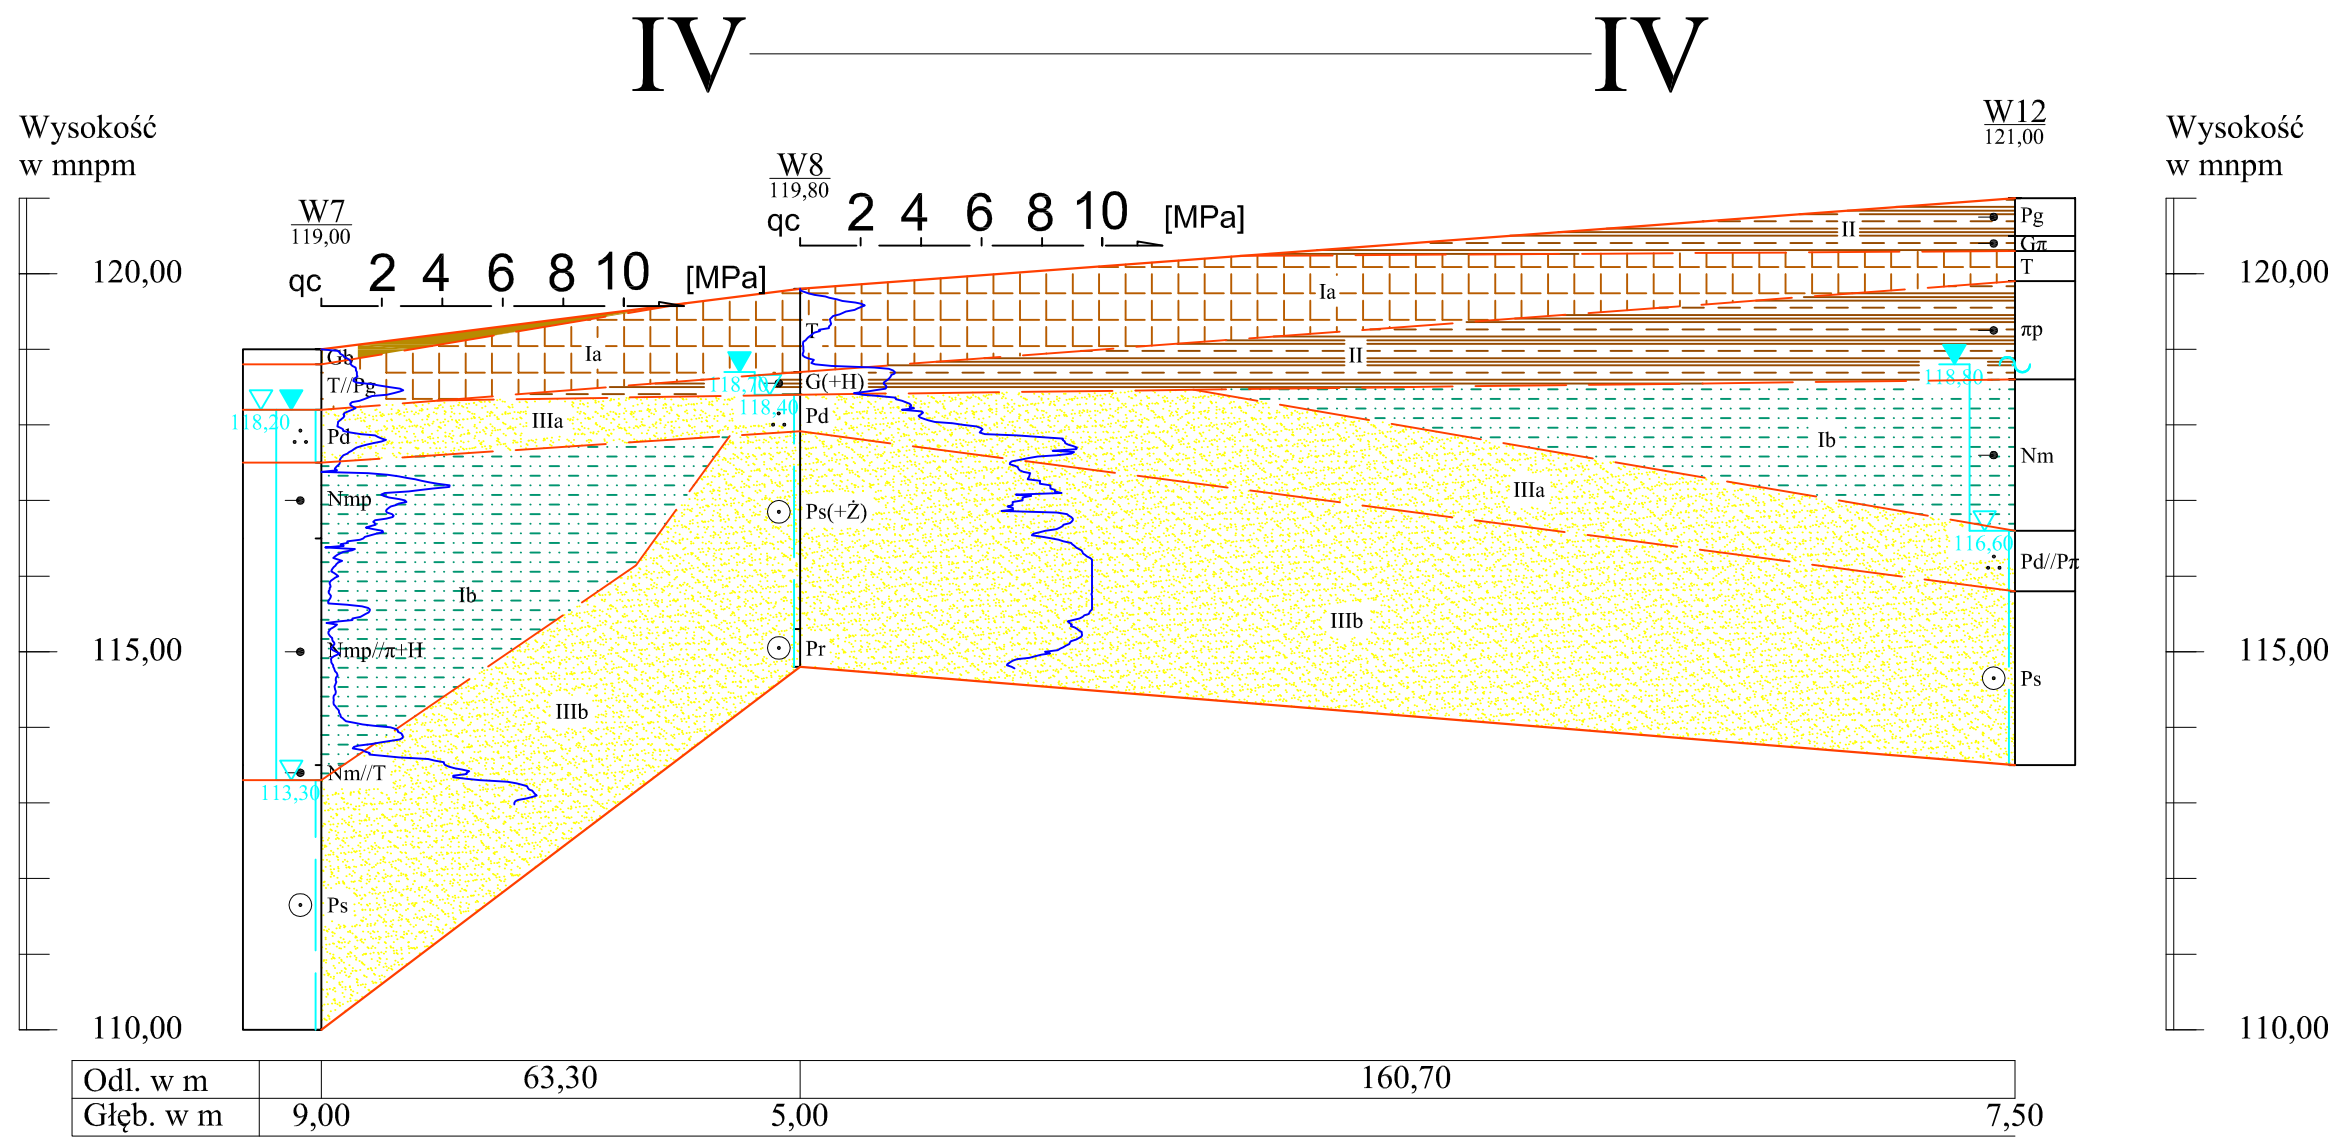 IV IV
Wysokość
w mnpm
W7
119,00
W8
119,80
W12
121,00
Wysokość
w mnpm
qc 2 4 6 8 10 [MPa]
qc 2 4 6 8 10 [MPa]
120,00
115,00
110,00
120,00
115,00
110,00
Gb
T//Pg
Pd
Nmp
Nmp//π+H
Nm//T
Ps
118,20
113,30
Ia
IIIa
Ib
IIIb
T
G(+H)
Pd
Ps(+Ż)
Pr
118,70
118,40
II
Ia
II
Ib
IIIa
IIIb
118,80
116,60
Pg
Gπ
T
πp
Nm
Pd//Pπ
Ps
Odl. w m 63,30 160,70
Głęb. w m 9,00 5,00 7,50